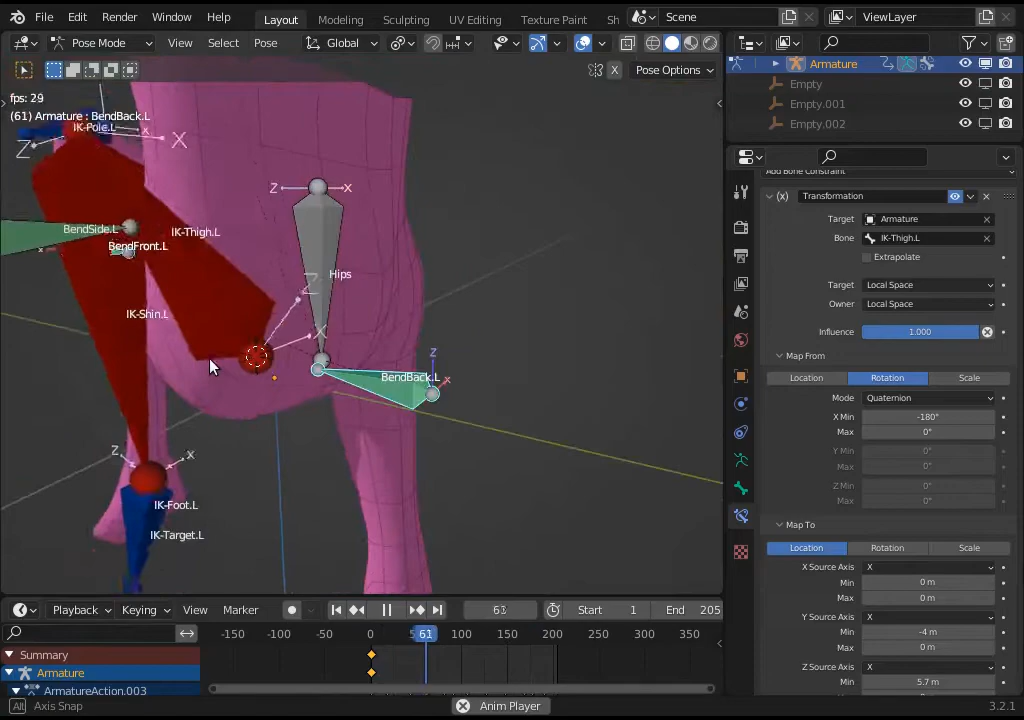 File Edit Render Window Help Layout Modeling Sculpting UV Editing Texture Paint Sh Scene ViewLayer
Pose Mode View Select Pose Global
X Pose Options
fps: 29
(61) Armature : BendBack.L
IK-Pole.L
x
X
Z
Z x
BendSide.L
IK-Thigh.L
BendFront.L
x
Z
Hips
IK-Shin.L
X
Z
BendBack.L
x
Z x
IK-Foot.L
IK-Target.L
Armature
Empty
Empty.001
Empty.002
Add Bone Constraint
(x) Transformation
Target Armature
Bone IK-Thigh.L
Extrapolate
Target Local Space
Owner Local Space
Influence 1.000
Map From
Location Rotation Scale
Mode Quaternion
X Min -180°
Max 0°
Y Min 0°
Max 0°
Z Min 0°
Max 0°
Map To
Location Rotation Scale
X Source Axis X
Min 0 m
Max 0 m
Y Source Axis X
Min -4 m
Max 0 m
Z Source Axis X
Min 5.7 m
Playback Keying View Marker 61 Start 1 End 205
-150 -100 -50 0 61 100 150 200 250 300 350
Summary
Armature
ArmatureAction.003
Alt Axis Snap Anim Player 3.2.1